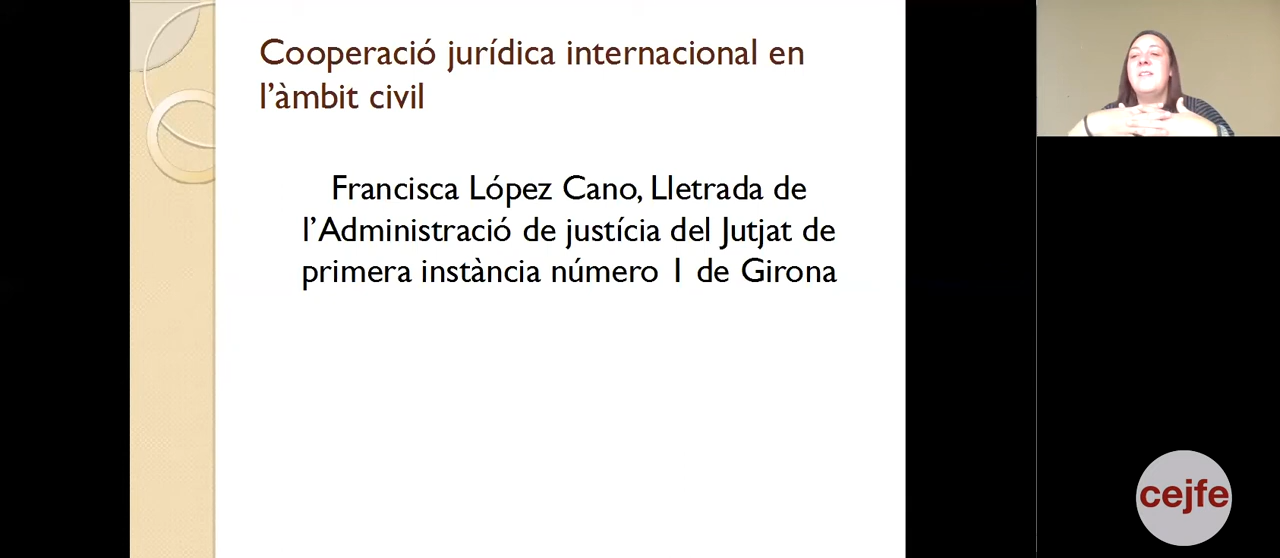 Cooperació jurídica internacional en
l’àmbit civil
Francisca López Cano, Lletrada de
l’Administració de justícia del Jutjat de
primera instància número 1 de Girona
cejfe